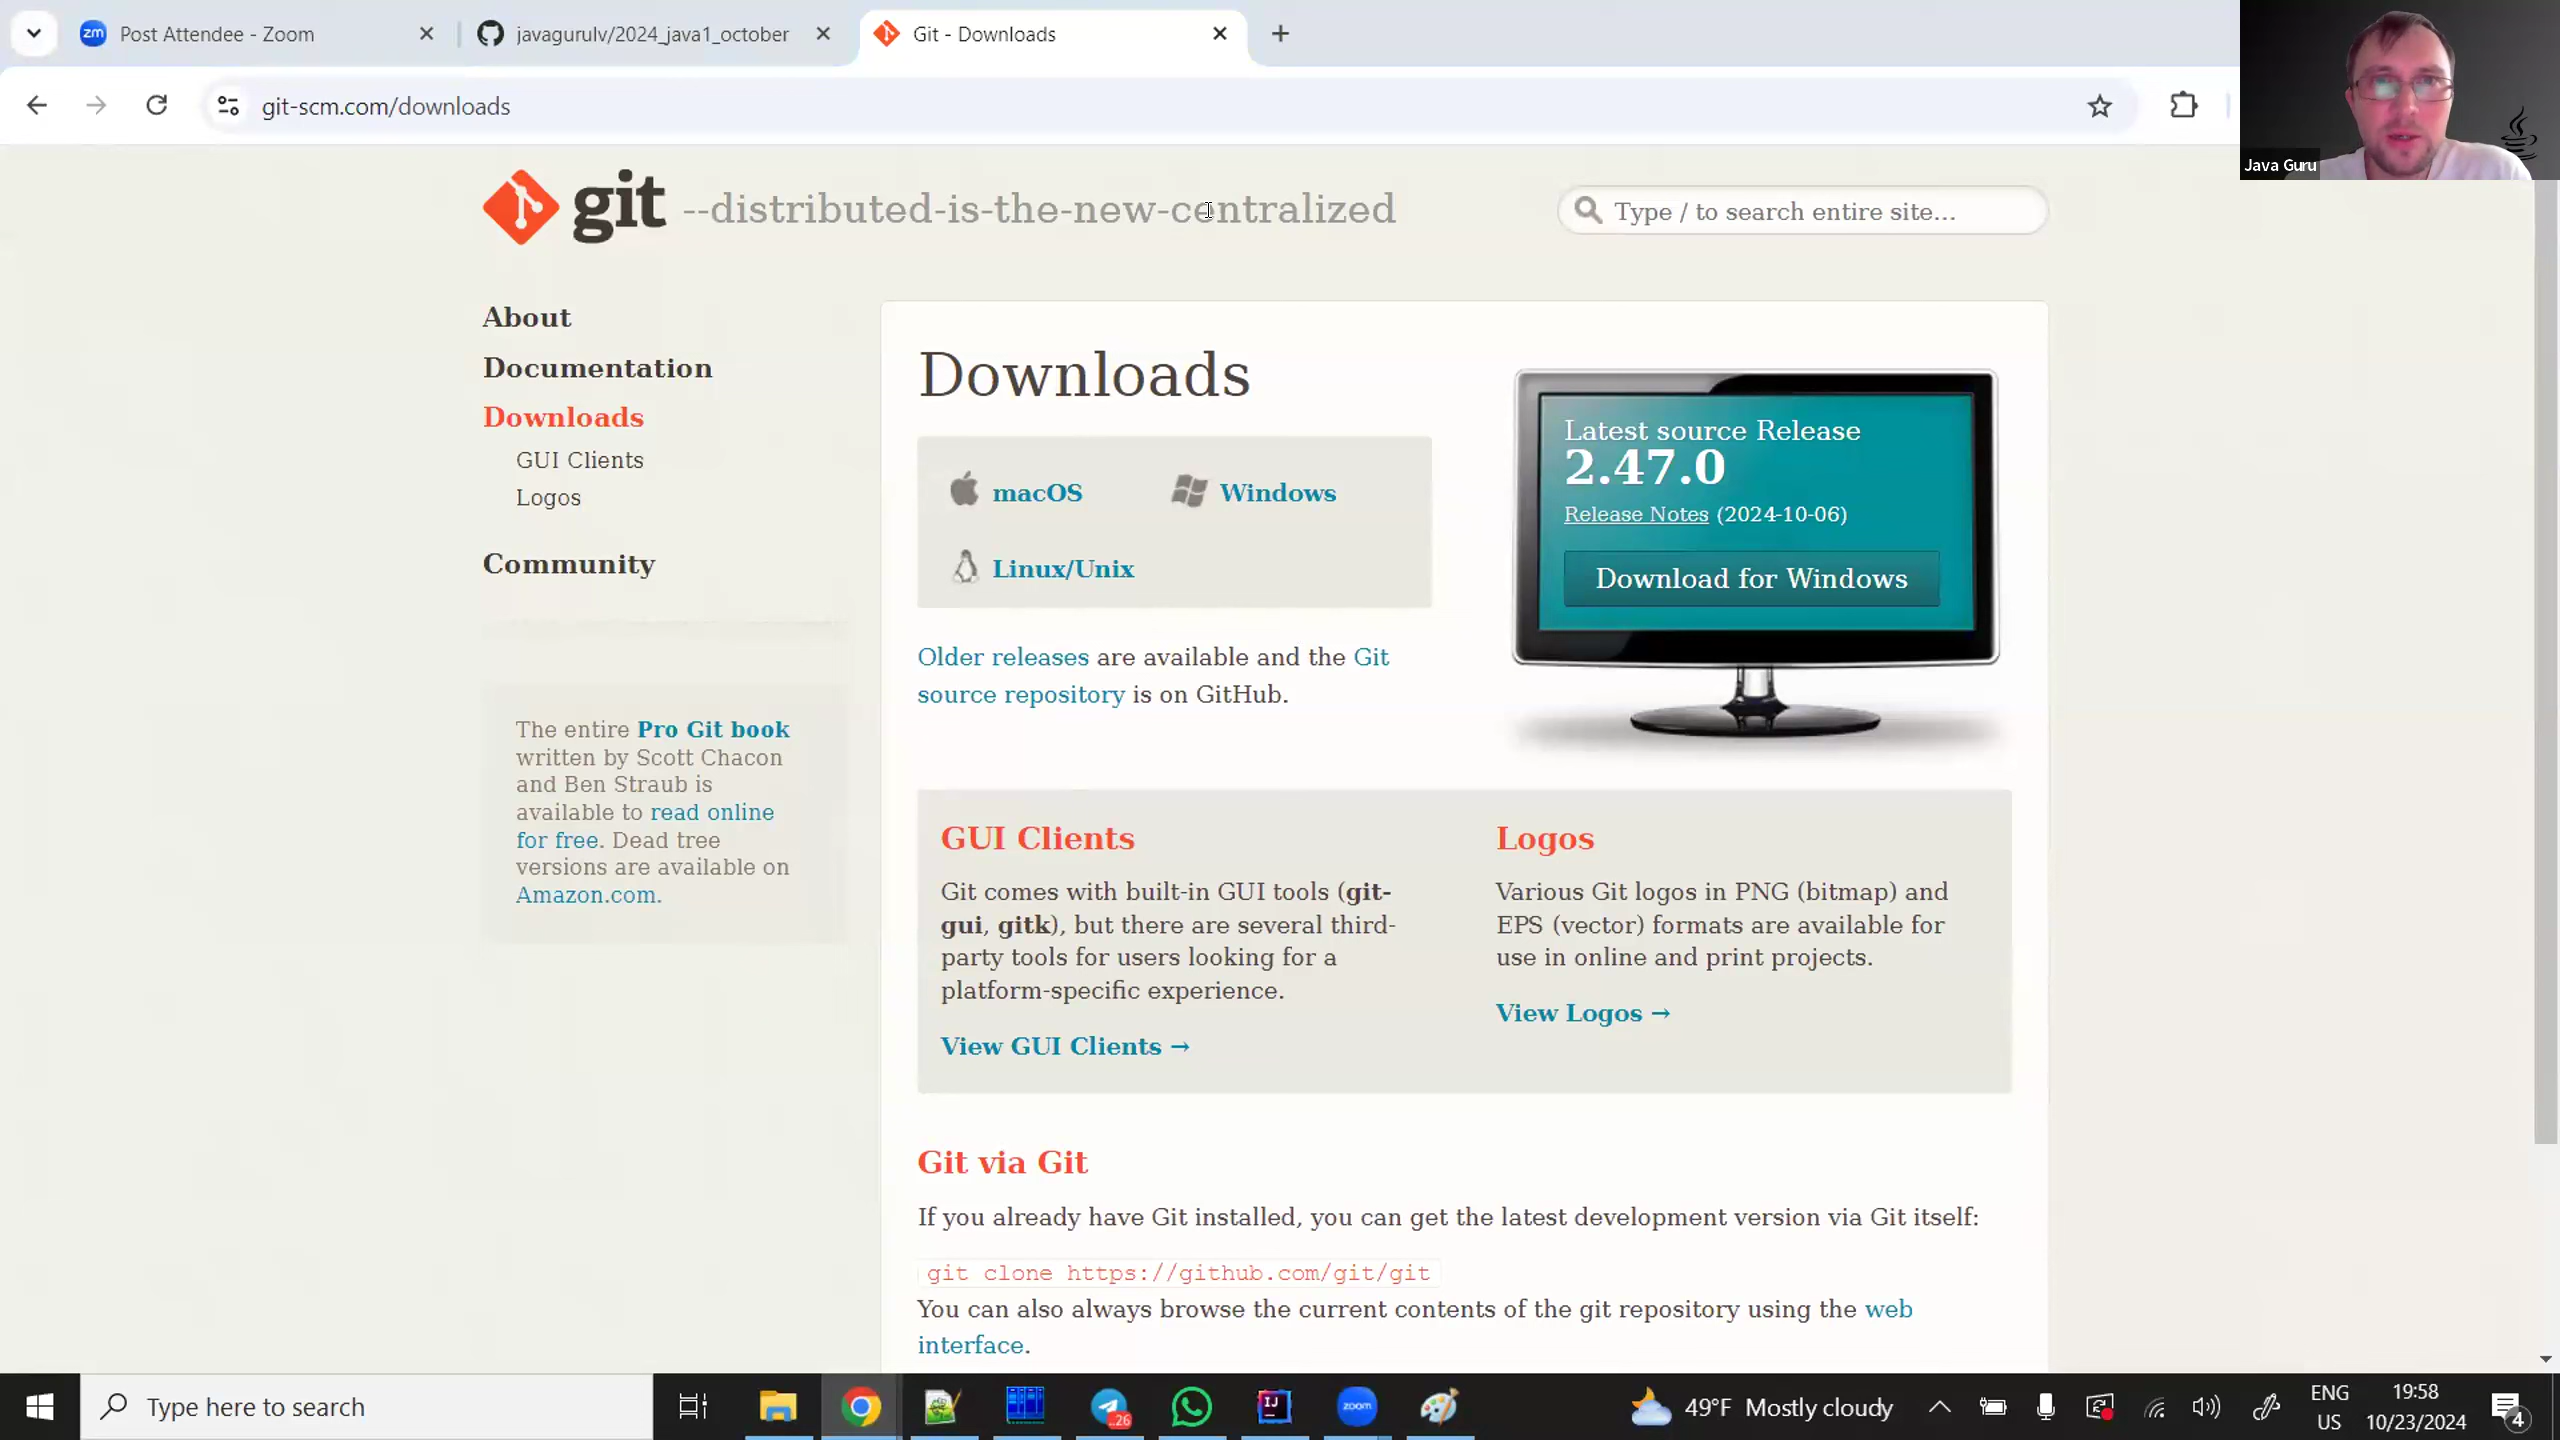 zm Post Attendee - Zoom
javagurulv/2024_java1_october
Git - Downloads
git-scm.com/downloads
Java Guru
git --distributed-is-the-new-centralized
Type / to search entire site...
About
Documentation
Downloads
GUI Clients
Logos
Community
The entire Pro Git book
written by Scott Chacon
and Ben Straub is
available to read online
for free. Dead tree
versions are available on
Amazon.com.
Downloads
macOS
Windows
Linux/Unix
Older releases are available and the Git
source repository is on GitHub.
Latest source Release
2.47.0
Release Notes (2024-10-06)
Download for Windows
GUI Clients
Git comes with built-in GUI tools (git-
gui, gitk), but there are several third-
party tools for users looking for a
platform-specific experience.
View GUI Clients →
Logos
Various Git logos in PNG (bitmap) and
EPS (vector) formats are available for
use in online and print projects.
View Logos →
Git via Git
If you already have Git installed, you can get the latest development version via Git itself:
git clone https://github.com/git/git
You can also always browse the current contents of the git repository using the web
interface.
Type here to search
..26
IJ
zoom
49°F Mostly cloudy
ENG
US
19:58
10/23/2024
4